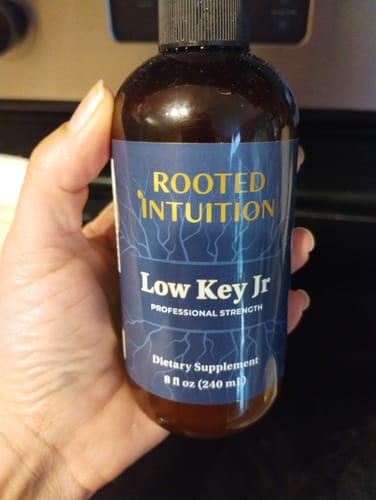 ROOTED
INTUITION
Low Key Jr
PROFESSIONAL STRENGTH
Dietary Supplement
8 fl oz (240 mL)